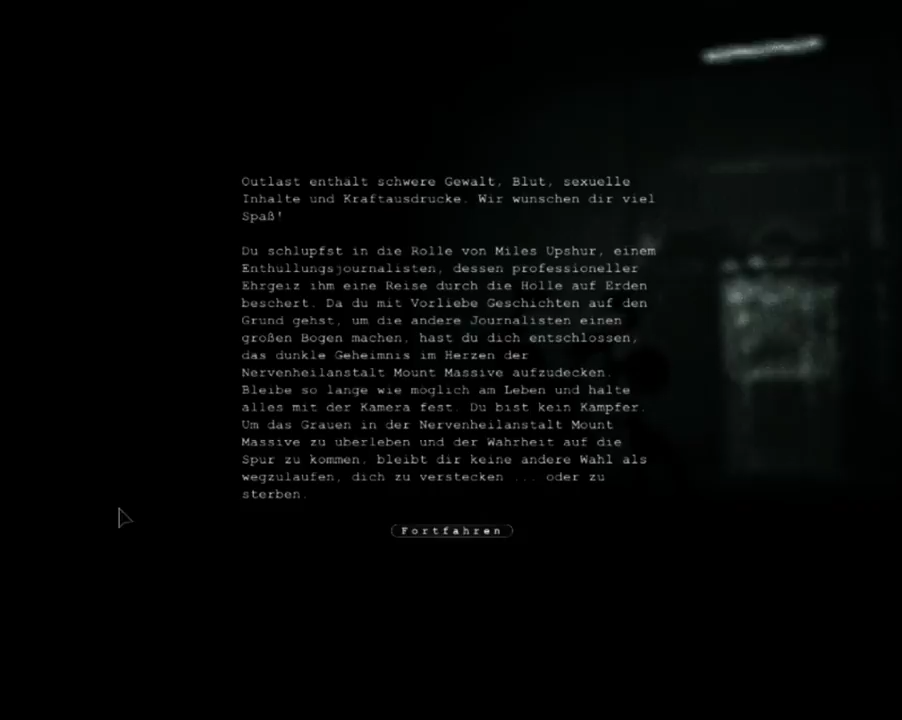 Outlast enthält schwere Gewalt, Blut, sexuelle
Inhalte und Kraftausdrücke. Wir wünschen dir viel
Spaß!
Du schlüpfst in die Rolle von Miles Upshur, einem
Enthüllungsjournalisten, dessen professioneller
Ehrgeiz ihm eine Reise durch die Hölle auf Erden
beschert. Da du mit Vorliebe Geschichten auf den
Grund gehst, um die andere Journalisten einen
großen Bogen machen, hast du dich entschlossen,
das dunkle Geheimnis im Herzen der
Nervenheilanstalt Mount Massive aufzudecken.
Bleibe so lange wie möglich am Leben und halte
alles mit der Kamera fest. Du bist kein Kämpfer.
Um das Grauen in der Nervenheilanstalt Mount
Massive zu überleben und der Wahrheit auf die
Spur zu kommen, bleibt dir keine andere Wahl als
wegzulaufen, dich zu verstecken ... oder zu
sterben.
Fortfahren